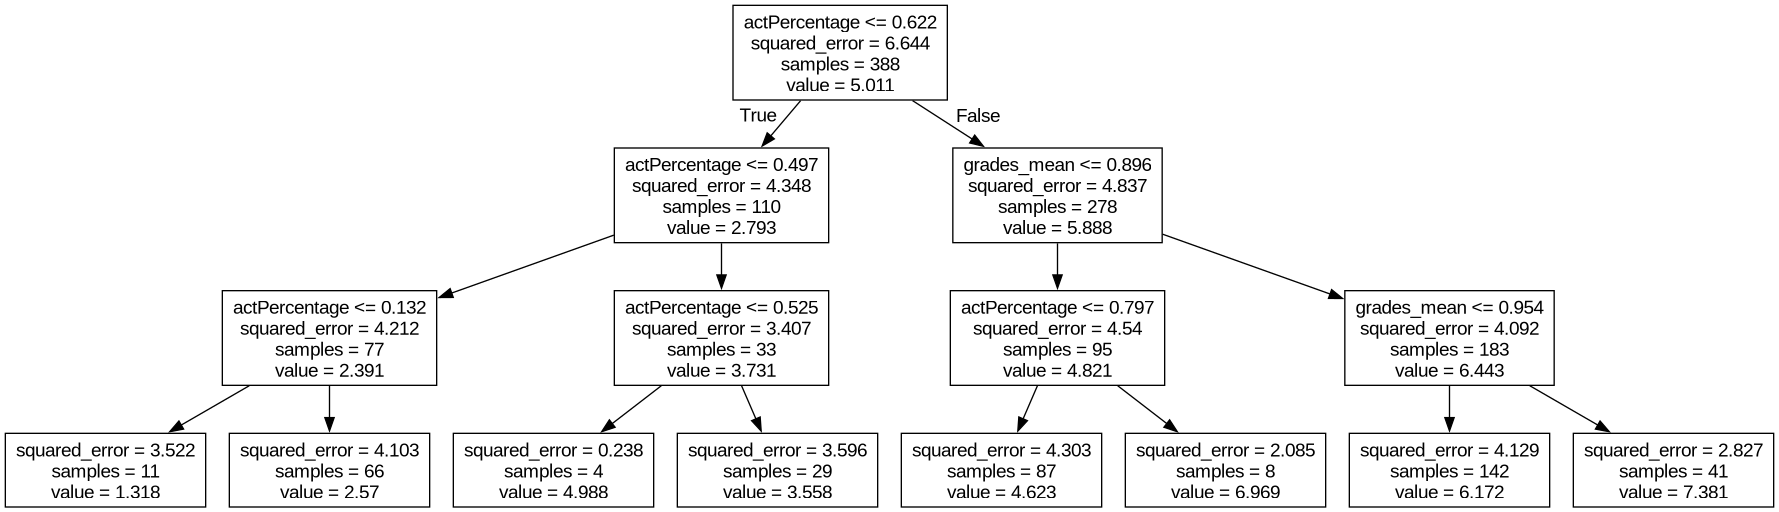 actPercentage <= 0.622
squared_error = 6.644
samples = 388
value = 5.011
True
False
actPercentage <= 0.497
squared_error = 4.348
samples = 110
value = 2.793
grades_mean <= 0.896
squared_error = 4.837
samples = 278
value = 5.888
actPercentage <= 0.132
squared_error = 4.212
samples = 77
value = 2.391
actPercentage <= 0.525
squared_error = 3.407
samples = 33
value = 3.731
actPercentage <= 0.797
squared_error = 4.54
samples = 95
value = 4.821
grades_mean <= 0.954
squared_error = 4.092
samples = 183
value = 6.443
squared_error = 3.522
samples = 11
value = 1.318
squared_error = 4.103
samples = 66
value = 2.57
squared_error = 0.238
samples = 4
value = 4.988
squared_error = 3.596
samples = 29
value = 3.558
squared_error = 4.303
samples = 87
value = 4.623
squared_error = 2.085
samples = 8
value = 6.969
squared_error = 4.129
samples = 142
value = 6.172
squared_error = 2.827
samples = 41
value = 7.381